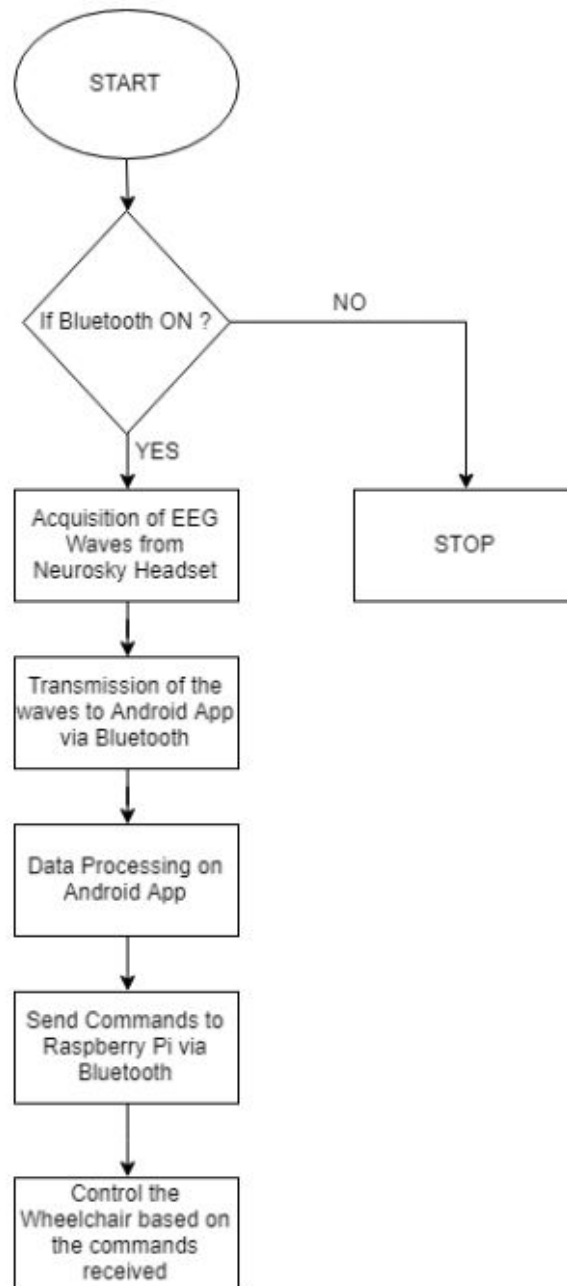 START
If Bluetooth ON ?
NO
YES
Acquisition of EEG
Waves from
Neurosky Headset
STOP
Transmission of the
waves to Android App
via Bluetooth
Data Processing on
Android App
Send Commands to
Raspberry Pi via
Bluetooth
Control the
Wheelchair based on
the commands
received